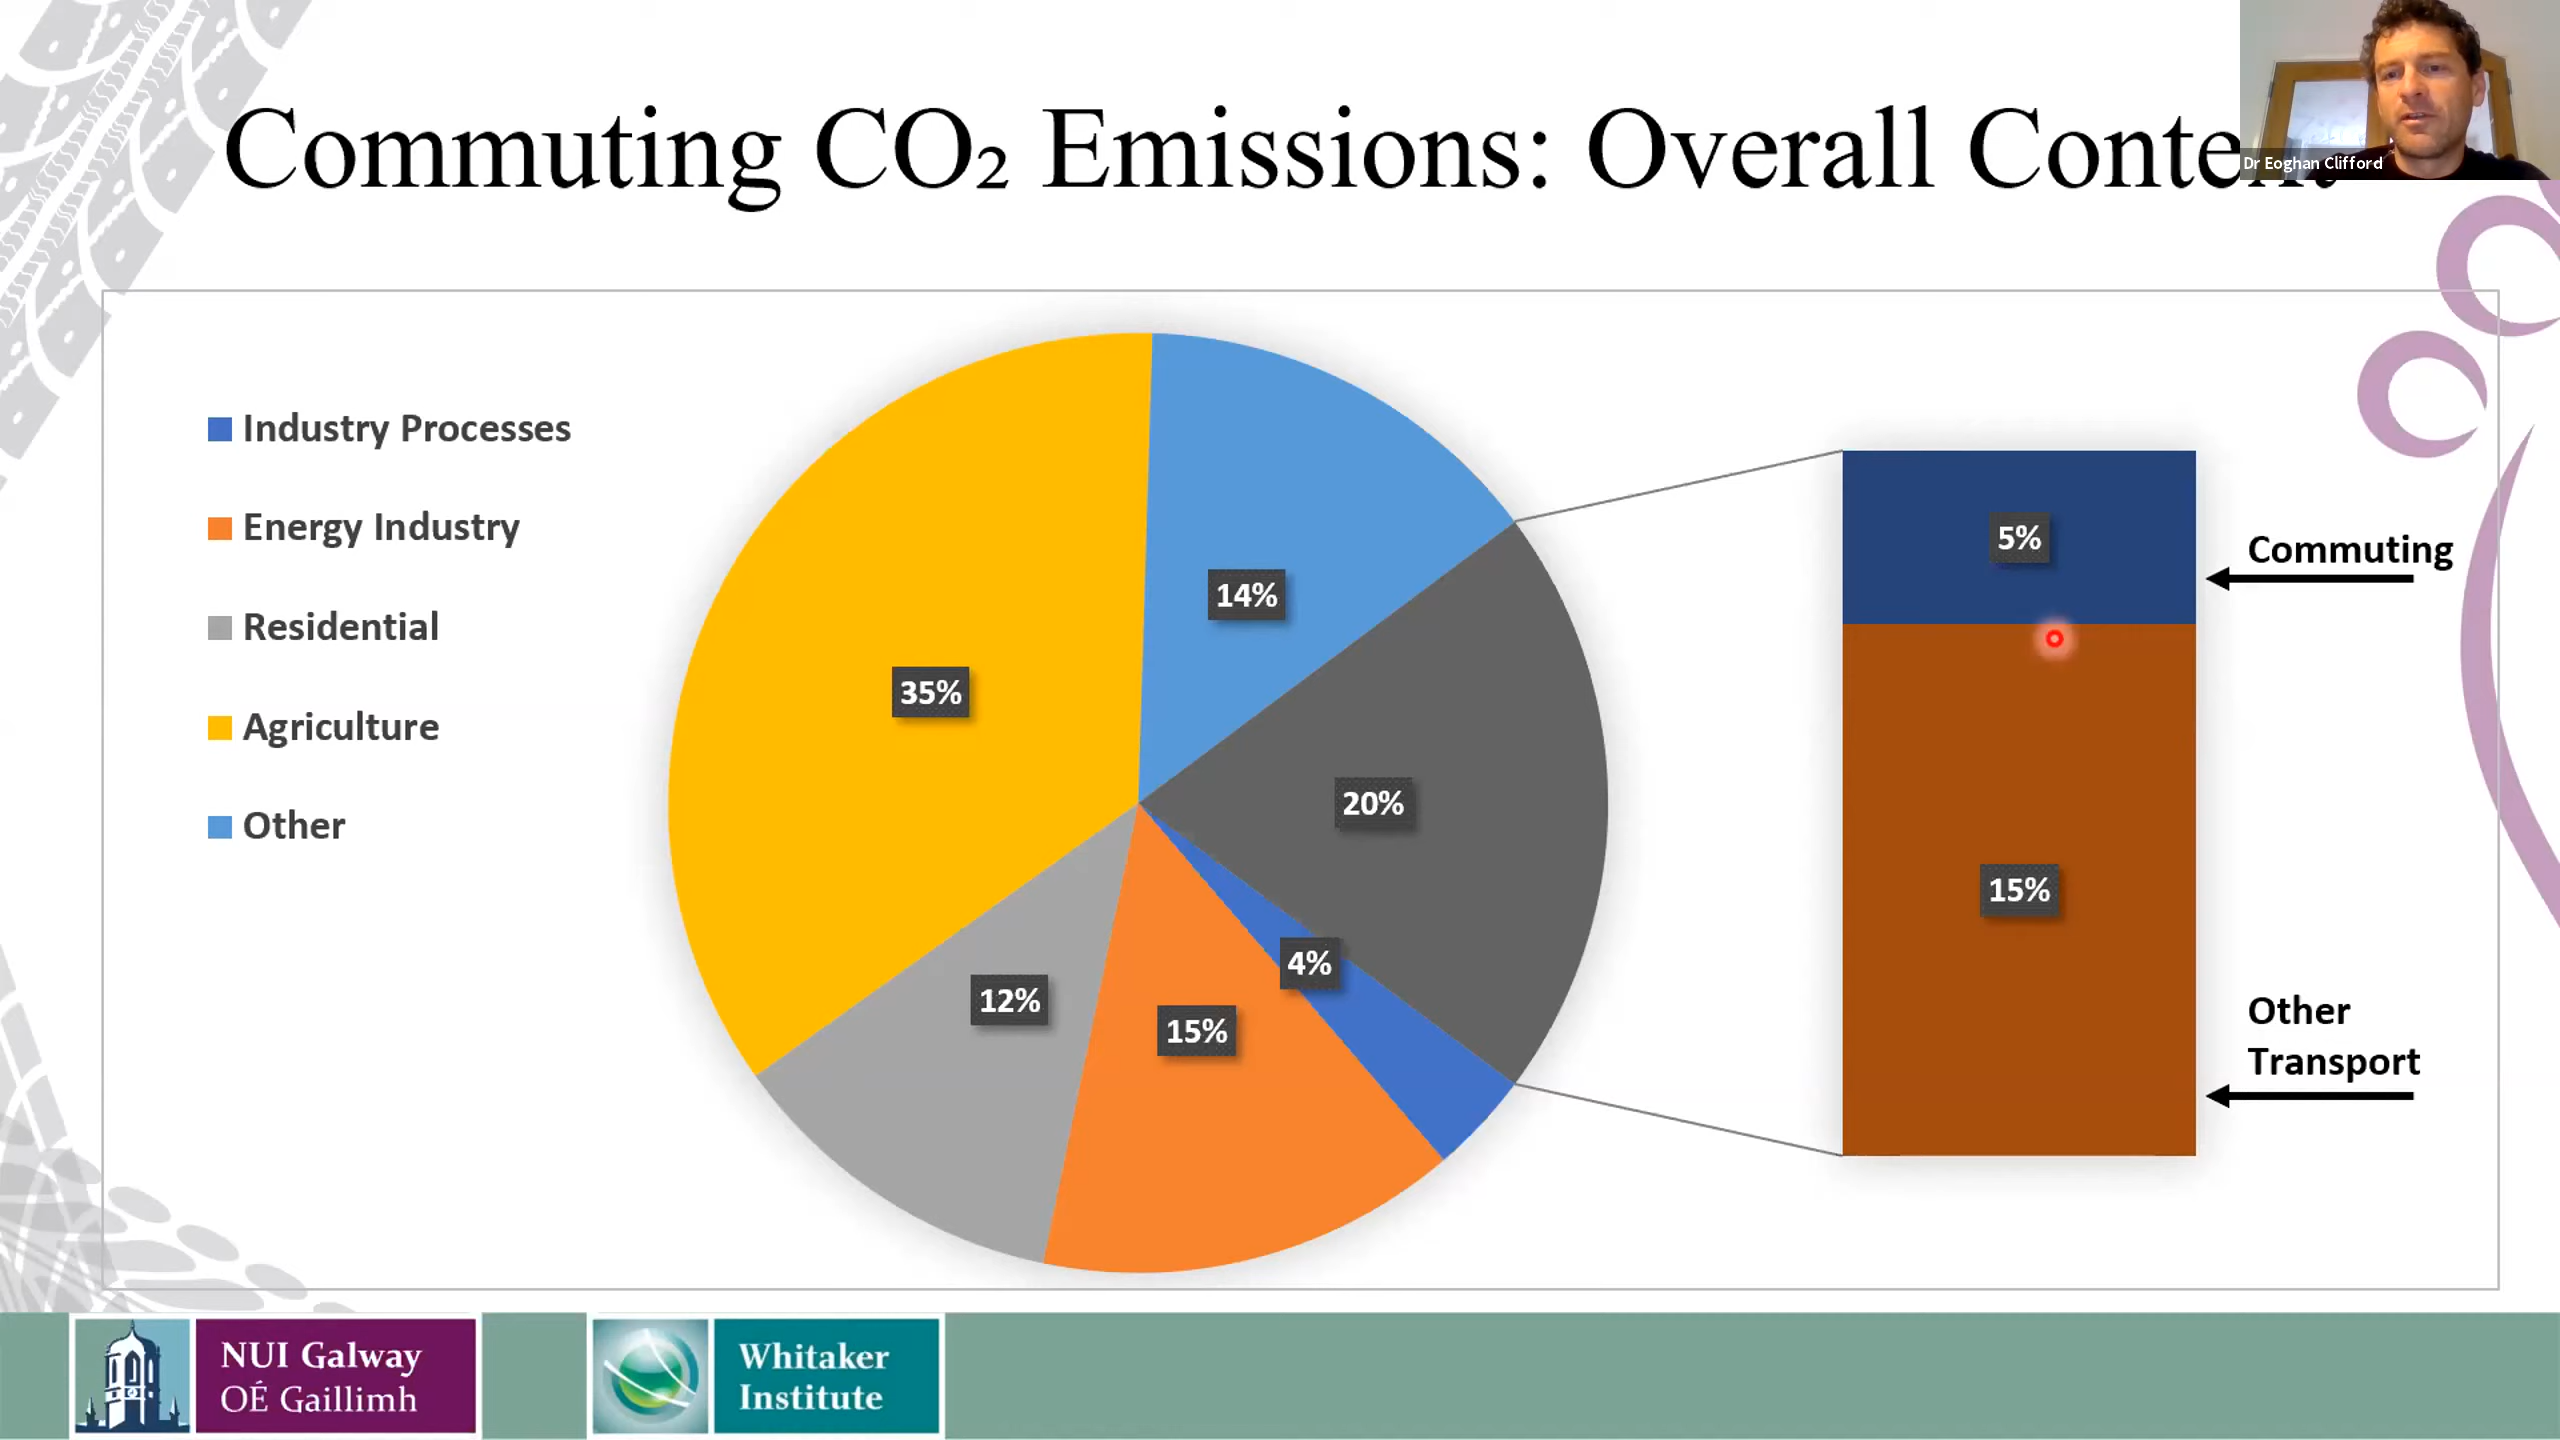 Commuting CO₂ Emissions: Overall
Dr Eoghan Clifford
Industry Processes
Energy Industry
Residential
Agriculture
Other
35%
14%
20%
4%
15%
12%
5%
15%
Commuting
Other
Transport
NUI Galway
OÉ Gaillimh
Whitaker
Institute